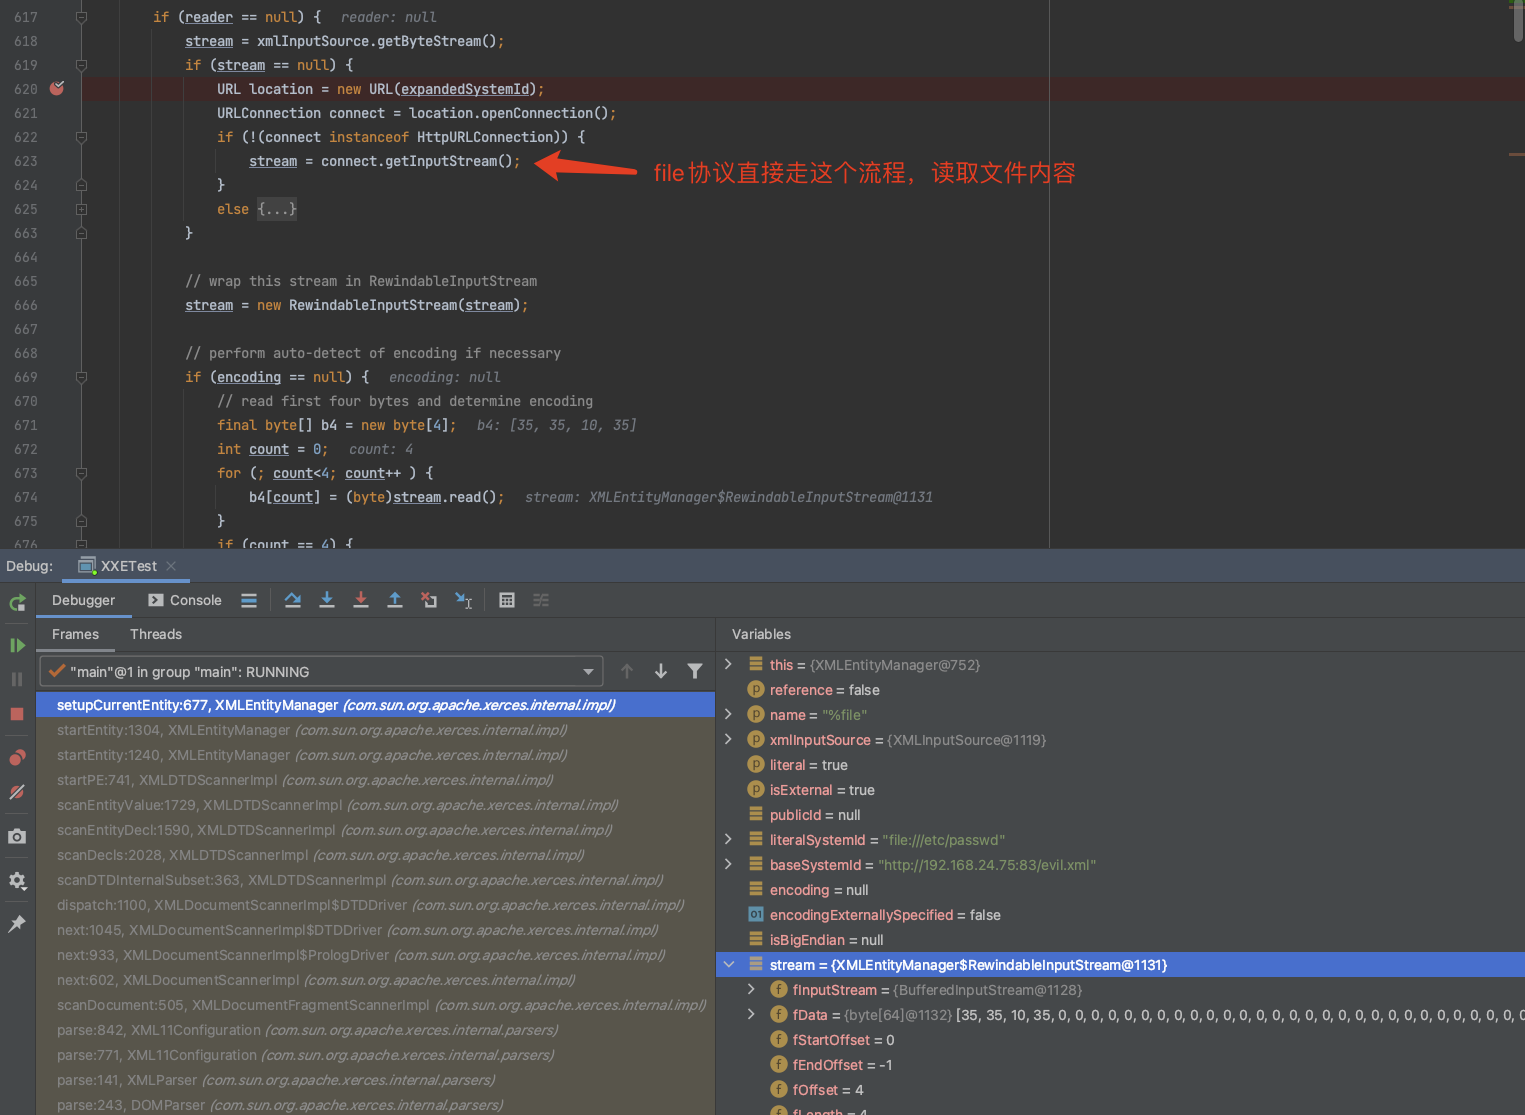 617 if (reader == null) { reader: null
618 stream = xmlInputSource.getByteStream();
619 if (stream == null) {
620 URL location = new URL(expandedSystemId);
621 URLConnection connect = location.openConnection();
622 if (!(connect instanceof HttpURLConnection)) {
623 stream = connect.getInputStream();
file协议直接走这个流程，读取文件内容
624 }
625 else {...}
663 }
664
665 // wrap this stream in RewindableInputStream
666 stream = new RewindableInputStream(stream);
667
668 // perform auto-detect of encoding if necessary
669 if (encoding == null) { encoding: null
670 // read first four bytes and determine encoding
671 final byte[] b4 = new byte[4]; b4: [35, 35, 10, 35]
672 int count = 0; count: 4
673 for (; count<4; count++ ) {
674 b4[count] = (byte)stream.read(); stream: XMLEntityManager$RewindableInputStream@1131
675 }
676 if (count == 4) {
Debug: XXETest
Debugger Console
Frames Threads
"main"@1 in group "main": RUNNING
setupCurrentEntity:677, XMLEntityManager (com.sun.org.apache.xerces.internal.impl)
startEntity:1304, XMLEntityManager (com.sun.org.apache.xerces.internal.impl)
startEntity:1240, XMLEntityManager (com.sun.org.apache.xerces.internal.impl)
startPE:741, XMLDTDScannerImpl (com.sun.org.apache.xerces.internal.impl)
scanEntityValue:1729, XMLDTDScannerImpl (com.sun.org.apache.xerces.internal.impl)
scanEntityDecl:1590, XMLDTDScannerImpl (com.sun.org.apache.xerces.internal.impl)
scanDecls:2028, XMLDTDScannerImpl (com.sun.org.apache.xerces.internal.impl)
scanDTDInternalSubset:363, XMLDTDScannerImpl (com.sun.org.apache.xerces.internal.impl)
dispatch:1100, XMLDocumentScannerImpl$DTDDriver (com.sun.org.apache.xerces.internal.impl)
next:1045, XMLDocumentScannerImpl$DTDDriver (com.sun.org.apache.xerces.internal.impl)
next:933, XMLDocumentScannerImpl$PrologDriver (com.sun.org.apache.xerces.internal.impl)
next:602, XMLDocumentScannerImpl (com.sun.org.apache.xerces.internal.impl)
scanDocument:505, XMLDocumentFragmentScannerImpl (com.sun.org.apache.xerces.internal.impl)
parse:842, XML11Configuration (com.sun.org.apache.xerces.internal.parsers)
parse:771, XML11Configuration (com.sun.org.apache.xerces.internal.parsers)
parse:141, XMLParser (com.sun.org.apache.xerces.internal.parsers)
parse:243, DOMParser (com.sun.org.apache.xerces.internal.parsers)
Variables
this = {XMLEntityManager@752}
reference = false
name = "%file"
xmlInputSource = {XMLInputSource@1119}
literal = true
isExternal = true
publicId = null
literalSystemId = "file:///etc/passwd"
baseSystemId = "http://192.168.24.75:83/evil.xml"
encoding = null
encodingExternallySpecified = false
isBigEndian = null
stream = {XMLEntityManager$RewindableInputStream@1131}
fInputStream = {BufferedInputStream@1128}
fData = {byte[64]@1132} [35, 35, 10, 35, 0, 0, 0, 0, 0, 0, 0, 0, 0, 0, 0, 0, 0, 0, 0, 0, 0, 0, 0, 0, 0, 0, 0, 0, 0, 0, 0, 0, 0
fStartOffset = 0
fEndOffset = -1
fOffset = 4
fLength = 4